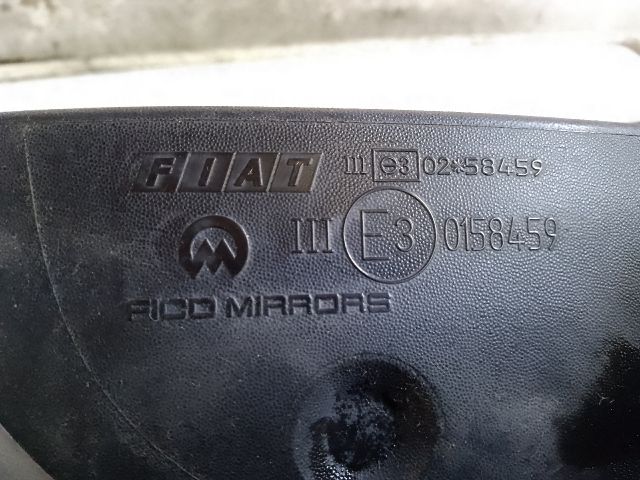 FIAT III e3 02*58459
III E3 0158459
FICO MIRRORS